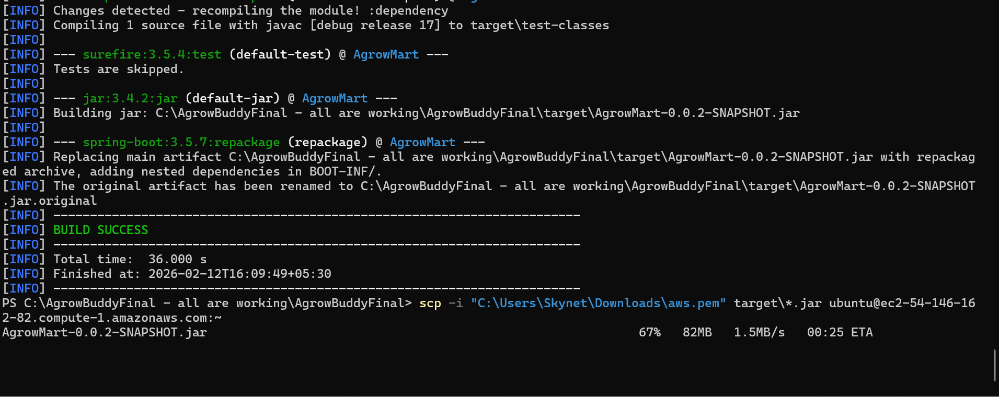 [INFO] Changes detected - recompiling the module! :dependency
[INFO] Compiling 1 source file with javac [debug release 17] to target\test-classes
[INFO]
[INFO] --- surefire:3.5.4:test (default-test) @ AgrowMart ---
[INFO] Tests are skipped.
[INFO]
[INFO] --- jar:3.4.2:jar (default-jar) @ AgrowMart ---
[INFO] Building jar: C:\AgrowBuddyFinal - all are working\AgrowBuddyFinal\target\AgrowMart-0.0.2-SNAPSHOT.jar
[INFO]
[INFO] --- spring-boot:3.5.7:repackage (repackage) @ AgrowMart ---
[INFO] Replacing main artifact C:\AgrowBuddyFinal - all are working\AgrowBuddyFinal\target\AgrowMart-0.0.2-SNAPSHOT.jar with repackag
ed archive, adding nested dependencies in BOOT-INF/.
[INFO] The original artifact has been renamed to C:\AgrowBuddyFinal - all are working\AgrowBuddyFinal\target\AgrowMart-0.0.2-SNAPSHOT
.jar.original
[INFO] ------------------------------------------------------------------------
[INFO] BUILD SUCCESS
[INFO] ------------------------------------------------------------------------
[INFO] Total time:  36.000 s
[INFO] Finished at: 2026-02-12T16:09:49+05:30
[INFO] ------------------------------------------------------------------------
PS C:\AgrowBuddyFinal - all are working\AgrowBuddyFinal> scp -i "C:\Users\Skynet\Downloads\aws.pem" target\*.jar ubuntu@ec2-54-146-16
2-82.compute-1.amazonaws.com:~
AgrowMart-0.0.2-SNAPSHOT.jar 67% 82MB 1.5MB/s 00:25 ETA